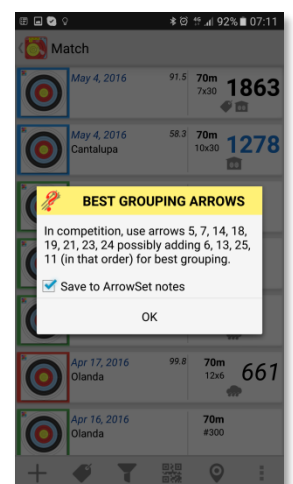 92% 07:11
Match
May 4, 2016 91.5 70m 7x30 1863
May 4, 2016 58.3 70m 10x30 1278
Cantalupa
BEST GROUPING ARROWS
In competition, use arrows 5, 7, 14, 18,
19, 21, 23, 24 possibly adding 6, 13, 25,
11 (in that order) for best grouping.
Save to ArrowSet notes
OK
Apr 17, 2016 99.8 70m 12x6 661
Olanda
Apr 16, 2016 70m
Olanda #300